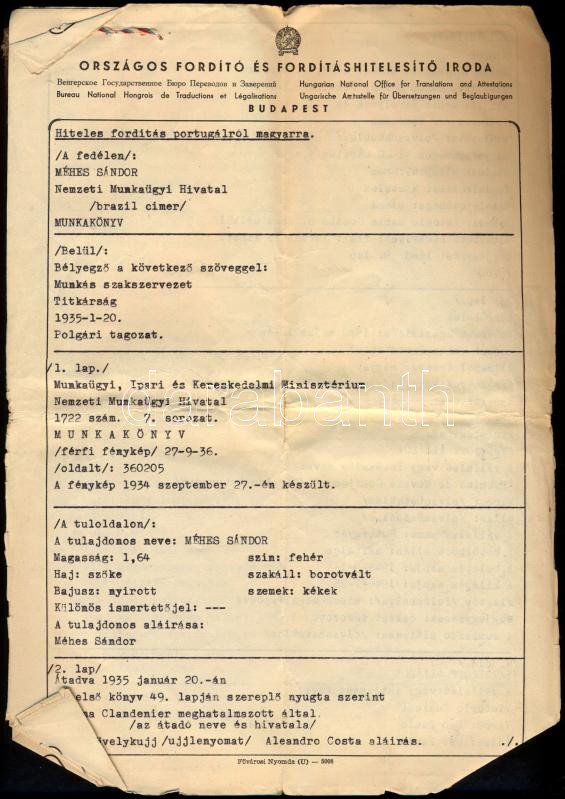 ORSZÁGOS FORDÍTÓ ÉS FORDÍTÁSHITELESÍTŐ IRODA
Венгерское Государственное Бюро Переводов и Заверений
Hungarian National Office for Translations and Attestations
Bureau National Hongrois de Traductions et Légalisations
Ungarische Amtsstelle für Übersetzungen und Beglaubigungen
BUDAPEST
Hiteles forditás portugálról magyarra.
/A fedélen/:
MÉHES SÁNDOR
Nemzeti Munkaügyi Hivatal
/brazil cimer/
MUNKAKÖNYV
/Belül/:
Bélyegző a következő szöveggel:
Munkás szakszervezet
Titkárság
1935-1-20.
Polgári tagozat.
/1. lap./
Munkaügyi, Ipari és Kereskedelmi Minisztérium
Nemzeti Munkaügyi Hivatal
1722 szám. 7. sorozat.
M U N K A K Ö N Y V
/férfi fénykép/ 27-9-36.
/oldalt/: 360205
A fénykép 1934 szeptember 27.-én készült.
/A tuloldalon/:
A tulajdonos neve: MÉHES SÁNDOR
Magasság: 1,64 szin: fehér
Haj: szőke szakáll: borotvált
Bajusz: nyirott szemek: kékek
Különös ismertetőjel: ---
A tulajdonos aláírása:
Méhes Sándor
/2. lap/
Átadva 1935 január 20.-án
első könyv 49. lapján szereplő nyugta szerint
Clandenier meghatalmazott által
/az átadó neve és hivatala/
/ujjlenyomat/ Aleandro Costa aláirás. ./.
Fővárosi Nyomda (U) — 5008
darabanth